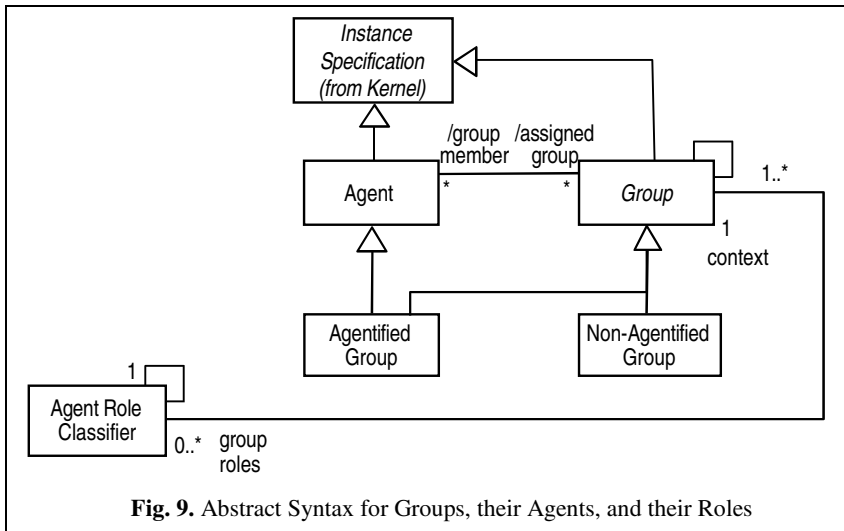 Instance
Specification
(from Kernel)
/group
member
/assigned
group
*
*
Agent
Group
1..*
1
context
Agentified
Group
Non-Agentified
Group
1
Agent Role
Classifier
0..*
group
roles
Fig. 9. Abstract Syntax for Groups, their Agents, and their Roles